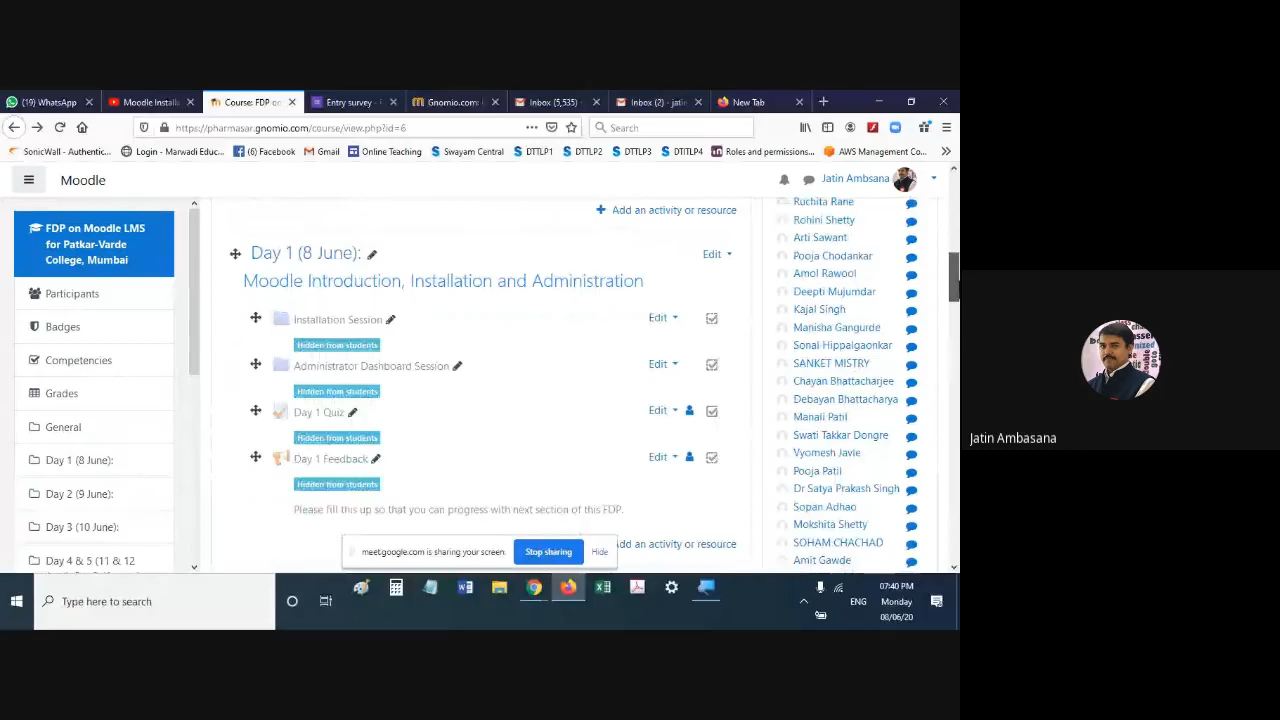 (19) WhatsApp
Moodle Installa
Course: FDP on
Entry survey -
Gnomio.com:
Inbox (5,535) -
Inbox (2) - jatin
New Tab
https://pharmasar.gnomio.com/course/view.php?id=6
Search
SonicWall - Authentic...
Login - Marwadi Educ...
(6) Facebook
Gmail
Online Teaching
Swayam Central
DTTLP1
DTTLP2
DTTLP3
DTITLP4
Roles and permissions...
AWS Management Co...
Moodle
Jatin Ambsana
FDP on Moodle LMS
for Patkar-Varde
College, Mumbai
Participants
Badges
Competencies
Grades
General
Day 1 (8 June):
Day 2 (9 June):
Day 3 (10 June):
Day 4 & 5 (11 & 12
Add an activity or resource
Day 1 (8 June):
Edit
Moodle Introduction, Installation and Administration
Installation Session
Edit
Hidden from students
Administrator Dashboard Session
Edit
Hidden from students
Day 1 Quiz
Edit
Hidden from students
Day 1 Feedback
Edit
Hidden from students
Please fill this up so that you can progress with next section of this FDP.
Add an activity or resource
Ruchita Rane
Rohini Shetty
Arti Sawant
Pooja Chodankar
Amol Rawool
Deepti Mujumdar
Kajal Singh
Manisha Gangurde
Sonal Hippalgaonkar
SANKET MISTRY
Chayan Bhattacharjee
Debayan Bhattacharya
Manali Patil
Swati Takkar Dongre
Vyomesh Javle
Pooja Patil
Dr Satya Prakash Singh
Sopan Adhao
Mokshita Shetty
SOHAM CHACHAD
Amit Gawde
meet.google.com is sharing your screen.
Stop sharing
Hide
Type here to search
ENG
07:40 PM
Monday
08/06/20
Jatin Ambasana